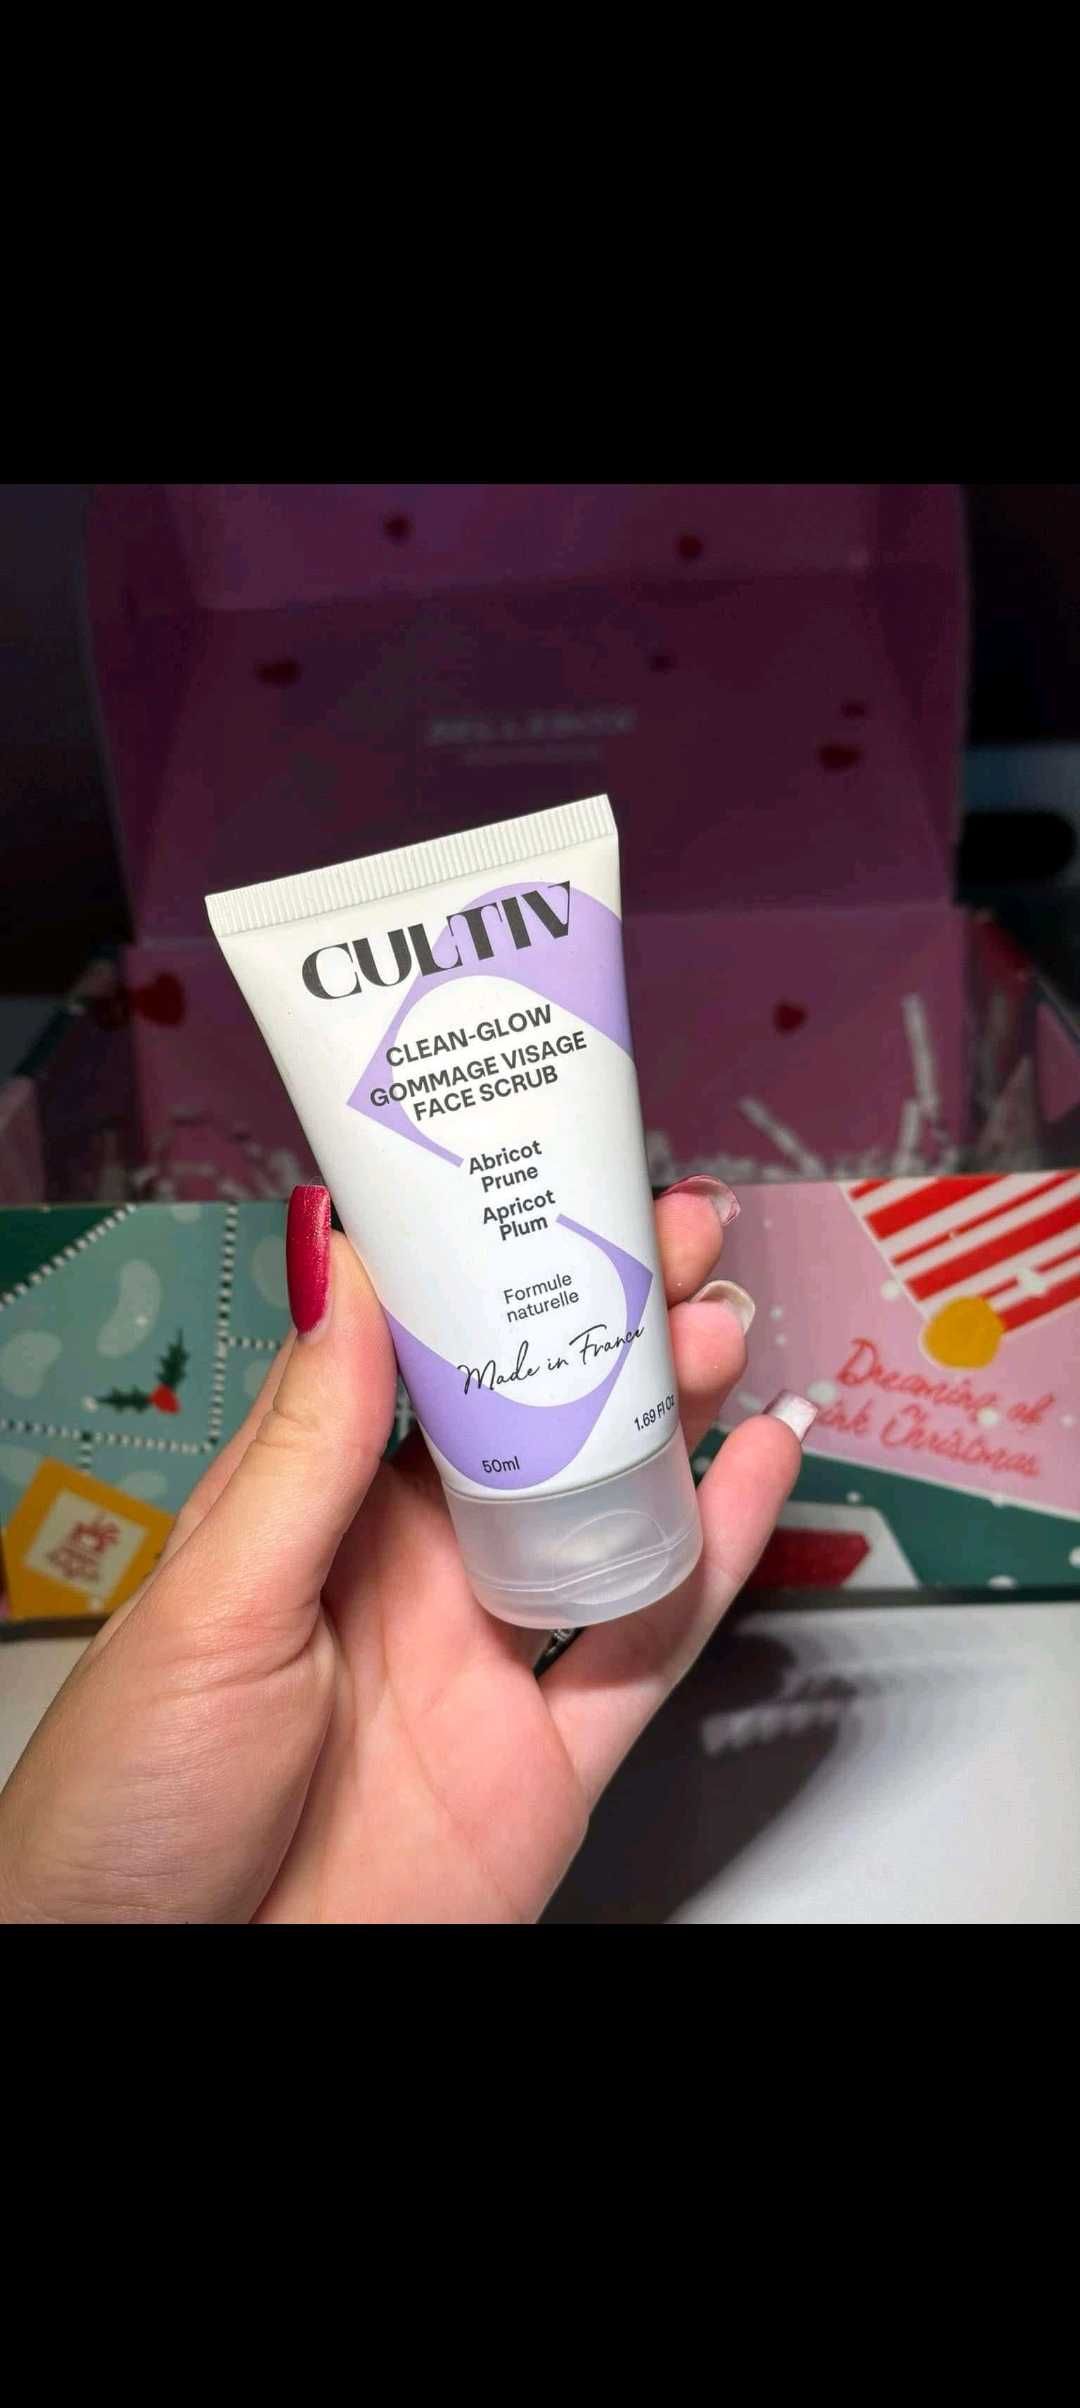 CULTIV
CLEAN-GLOW
GOMMAGE VISAGE
FACE SCRUB
Abricot
Prune
Apricot
Plum
Formule
naturelle
Made in France
1.69 Fl Oz
50ml
Dreaming of
Christmas